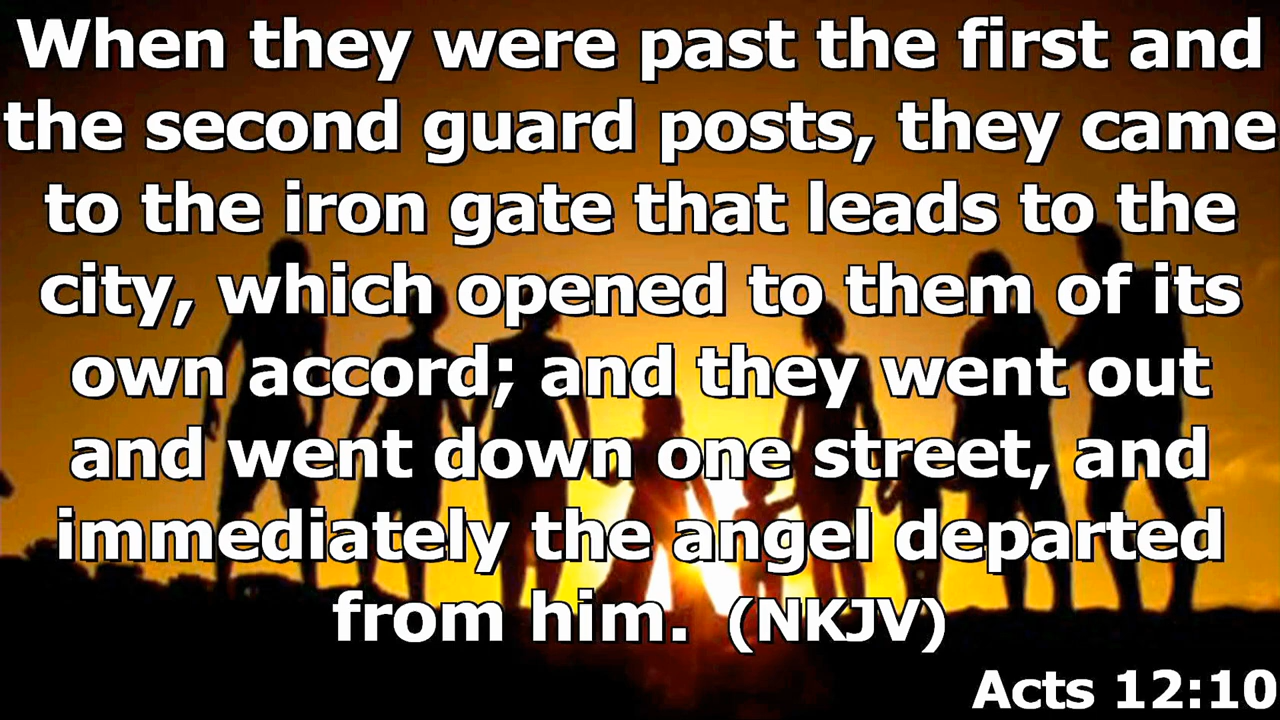 When they were past the first and
the second guard posts, they came
to the iron gate that leads to the
city, which opened to them of its
own accord; and they went out
and went down one street, and
immediately the angel departed
from him. (NKJV)
Acts 12:10